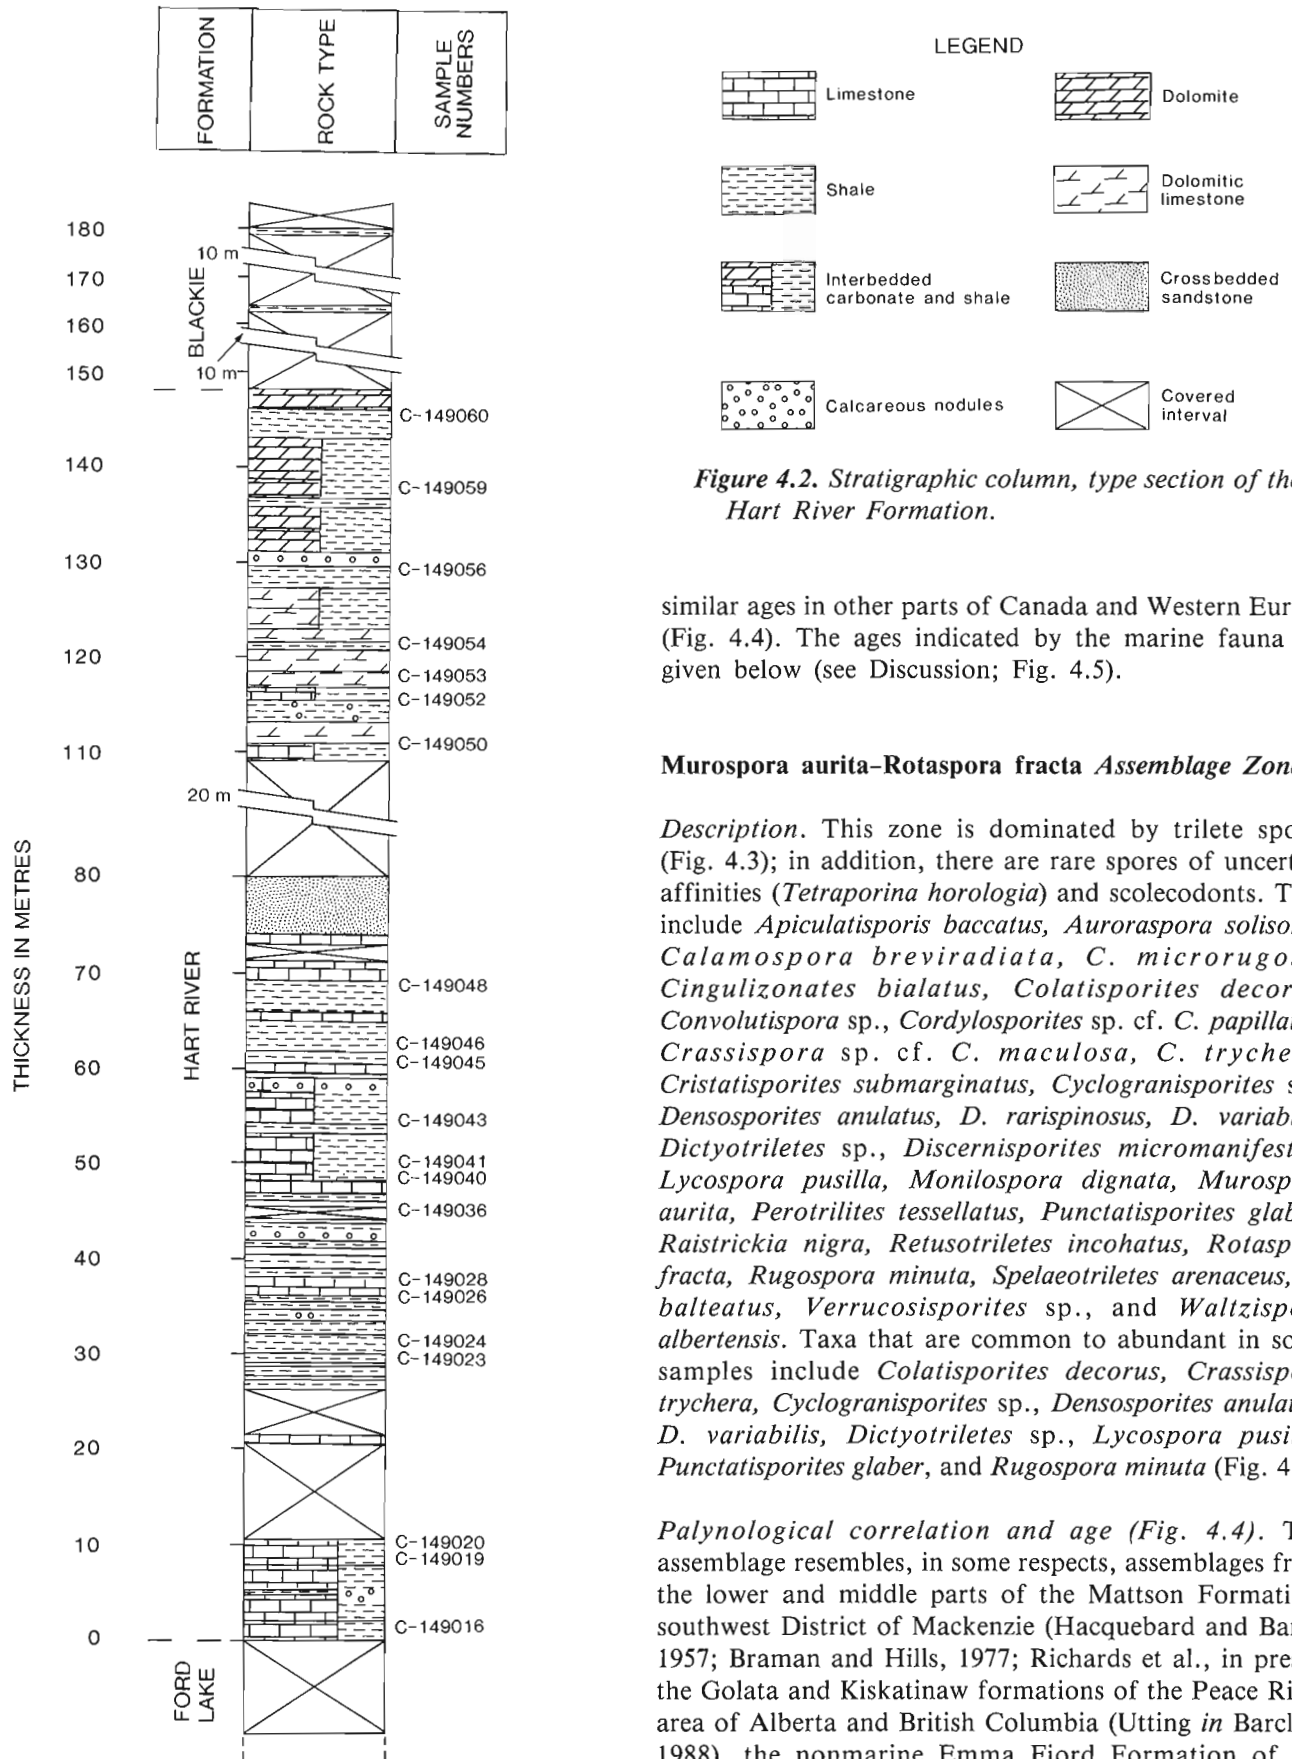 FORMATION
ROCK TYPE
SAMPLE
NUMBERS
THICKNESS IN METRES
180
170
160
150
140
130
120
110
80
70
60
50
40
30
20
10
0
10 m
10 m
20 m
BLACKIE
HART RIVER
FORD
LAKE
C-149060
C-149059
C-149056
C-149054
C-149053
C-149052
C-149050
C-149048
C-149046
C-149045
C-149043
C-149041
C-149040
C-149036
C-149028
C-149026
C-149024
C-149023
C-149020
C-149019
C-149016
LEGEND
Limestone
Dolomite
Shale
Dolomitic
limestone
Interbedded
carbonate and shale
Crossbedded
sandstone
Calcareous nodules
Covered
interval
Figure 4.2. Stratigraphic column, type section of the
Hart River Formation.
similar ages in other parts of Canada and Western Eur
(Fig. 4.4). The ages indicated by the marine fauna
given below (see Discussion; Fig. 4.5).
Murospora aurita–Rotaspora fracta Assemblage Zon
Description. This zone is dominated by trilete spo
(Fig. 4.3); in addition, there are rare spores of uncert
affinities (Tetraporina horologia) and scolecodonts. T
include Apiculatisporis baccatus, Auroraspora soliso
Calamospora breviradiata, C. microrugo
Cingulizonates bialatus, Colatisporites decor
Convolutispora sp., Cordylosporites sp. cf. C. papilla
Crassispora sp. cf. C. maculosa, C. tryche
Cristatisporites submarginatus, Cyclogranisporites s
Densosporites anulatus, D. rarispinosus, D. variab
Dictyotriletes sp., Discernisporites micromanifest
Lycospora pusilla, Monilospora dignata, Murosp
aurita, Perotrilites tessellatus, Punctatisporites glab
Raistrickia nigra, Retusotriletes incohatus, Rotasp
fracta, Rugospora minuta, Spelaeotriletes arenaceus,
balteatus, Verrucosisporites sp., and Waltzispo
albertensis. Taxa that are common to abundant in so
samples include Colatisporites decorus, Crassisp
trychera, Cyclogranisporites sp., Densosporites anula
D. variabilis, Dictyotriletes sp., Lycospora pusi
Punctatisporites glaber, and Rugospora minuta (Fig. 4
Palynological correlation and age (Fig. 4.4). T
assemblage resembles, in some respects, assemblages fr
the lower and middle parts of the Mattson Formati
southwest District of Mackenzie (Hacquebard and Bar
1957; Braman and Hills, 1977; Richards et al., in pres
the Golata and Kiskatinaw formations of the Peace Ri
area of Alberta and British Columbia (Utting in Barcl
1988), the nonmarine Emma Fiord Formation of